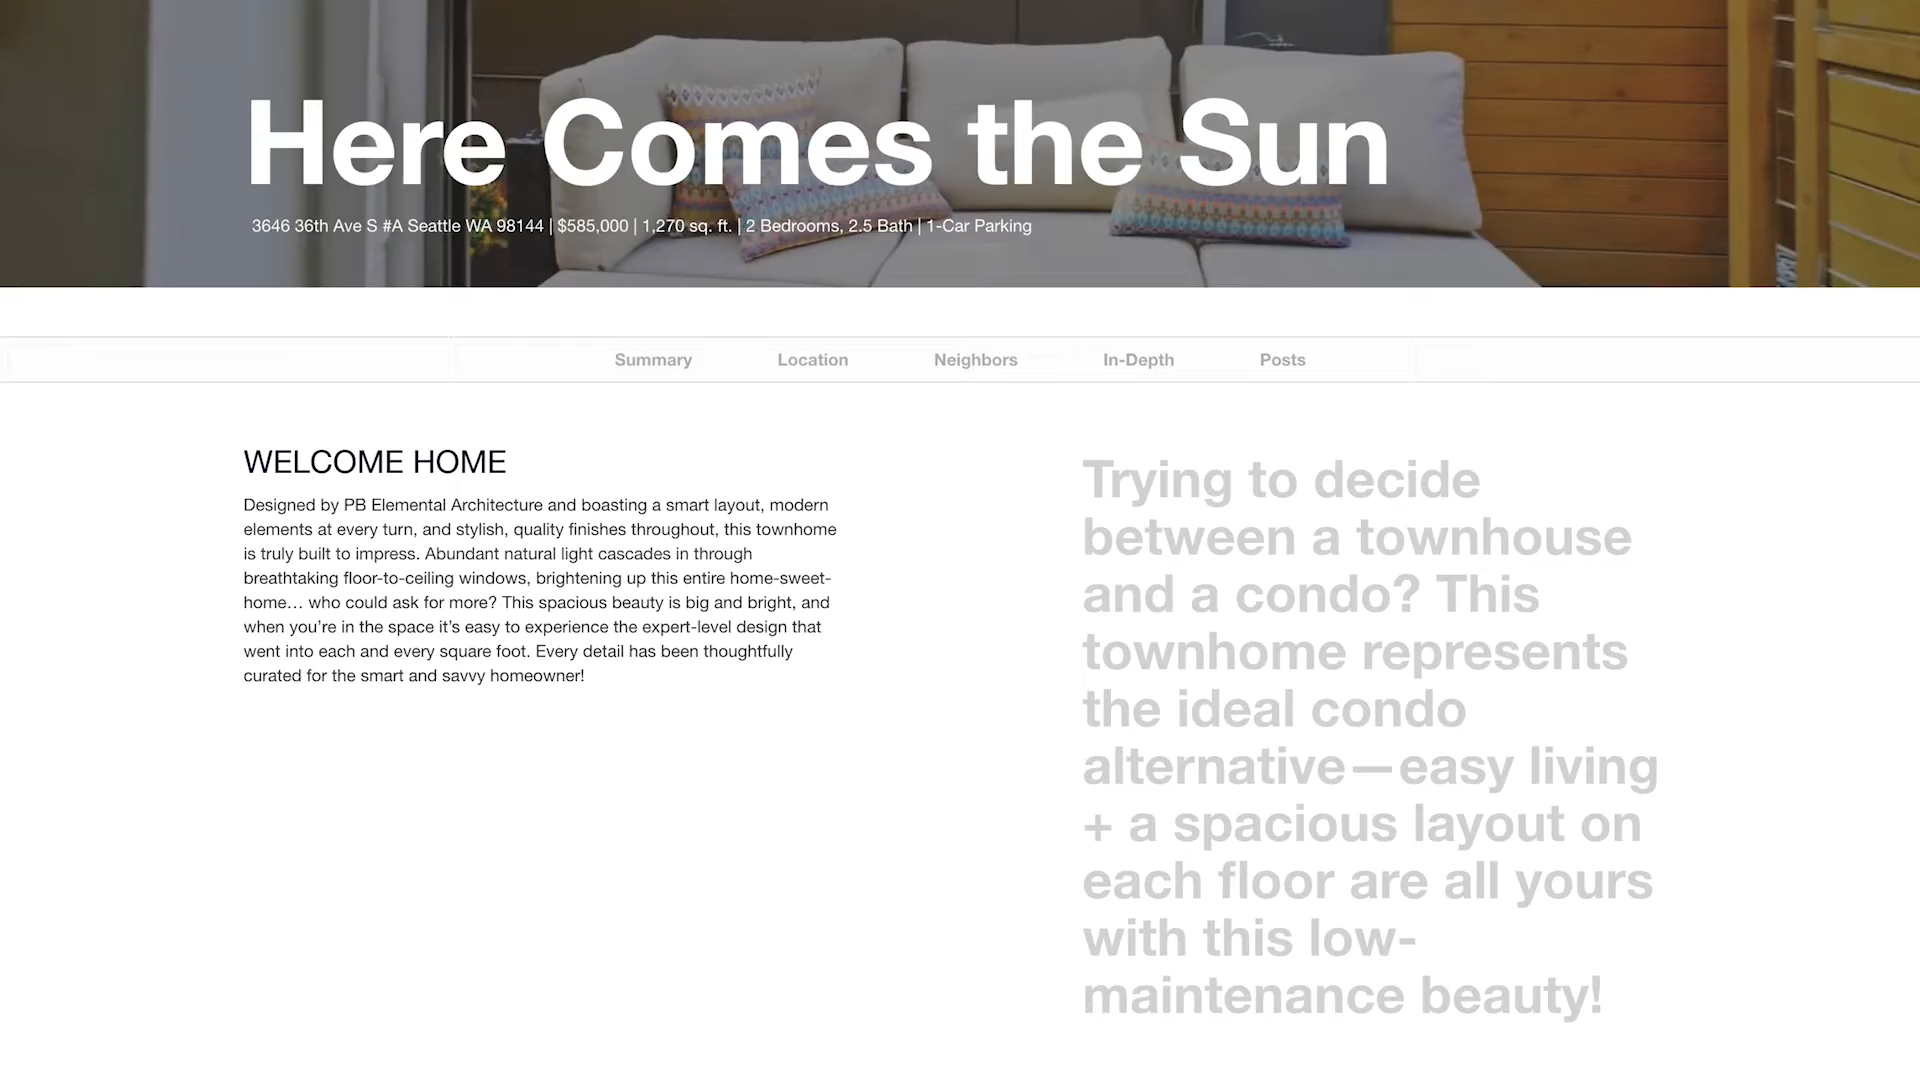 Here Comes the Sun
3646 36th Ave S #A Seattle WA 98144 | $585,000 | 1,270 sq. ft. | 2 Bedrooms, 2.5 Bath | 1-Car Parking
Summary Location Neighbors In-Depth Posts
WELCOME HOME
Designed by PB Elemental Architecture and boasting a smart layout, modern
elements at every turn, and stylish, quality finishes throughout, this townhome
is truly built to impress. Abundant natural light cascades in through
breathtaking floor-to-ceiling windows, brightening up this entire home-sweet-
home… who could ask for more? This spacious beauty is big and bright, and
when you’re in the space it’s easy to experience the expert-level design that
went into each and every square foot. Every detail has been thoughtfully
curated for the smart and savvy homeowner!
Trying to decide
between a townhouse
and a condo? This
townhome represents
the ideal condo
alternative—easy living
+ a spacious layout on
each floor are all yours
with this low-
maintenance beauty!